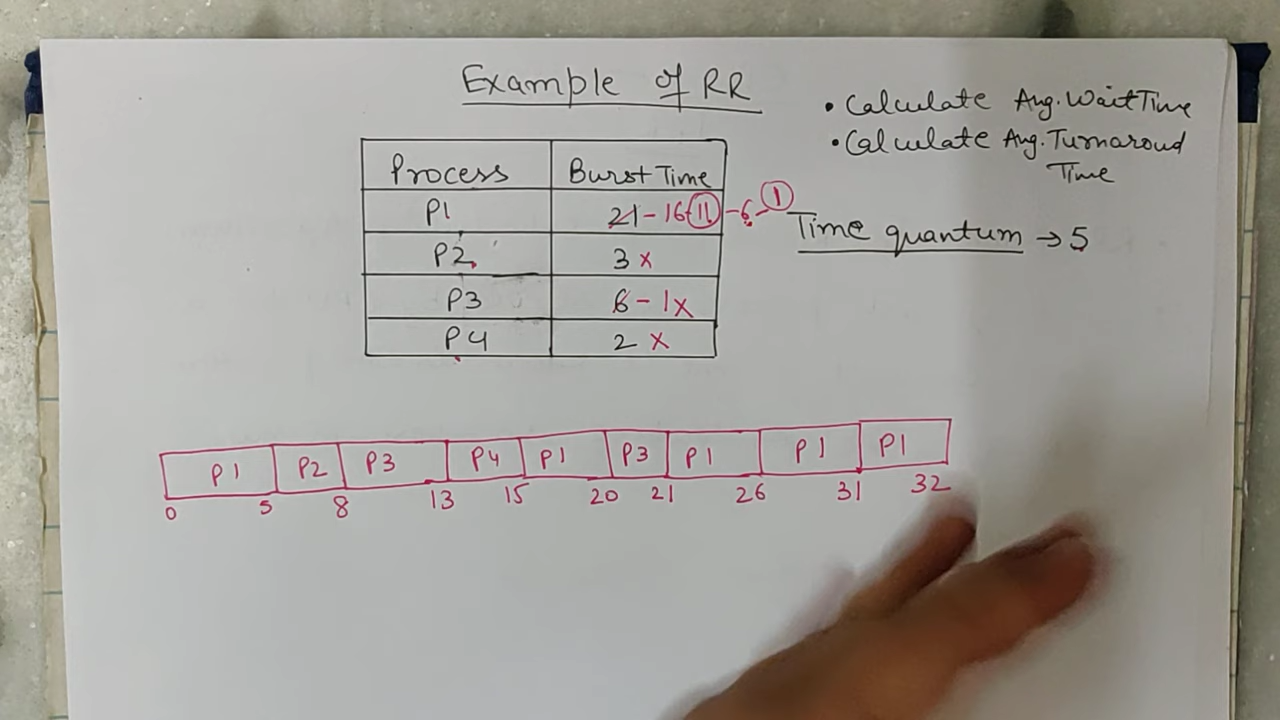 Example of RR
• Calculate Avg. Wait Time
• Calculate Avg. Turnaroud
Time
Process Burst Time
P1 21 - 16 - 11 - 6 - 1
Time quantum → 5
P2 3 x
P3 6 - 1 x
P4 2 x
P1 P2 P3 P4 P1 P3 P1 P1 P1
0 5 8 13 15 20 21 26 31 32